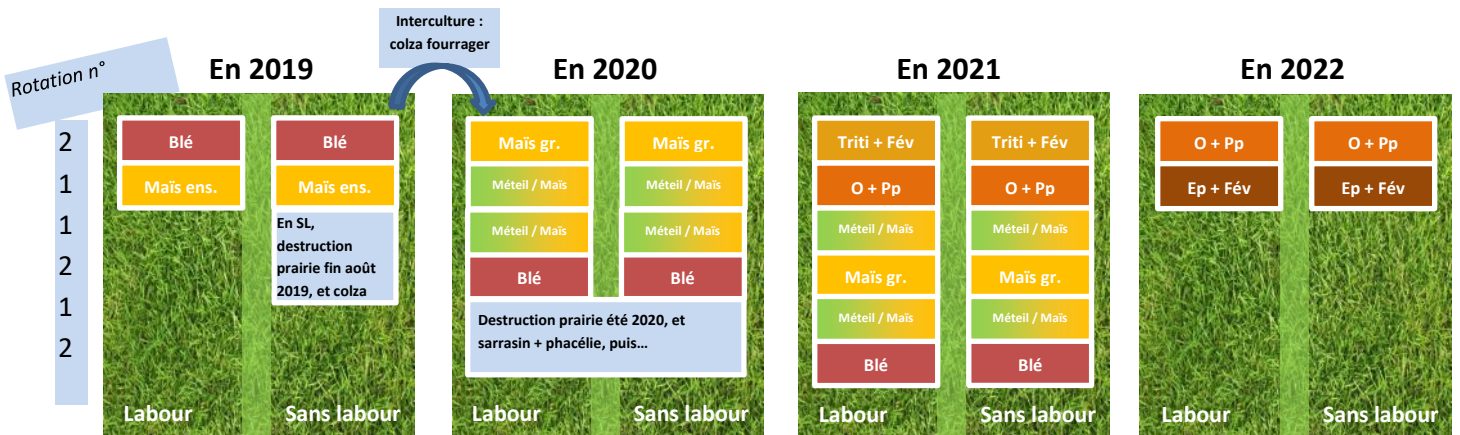 Interculture :
colza fourrager
Rotation n°
En 2019
En 2020
En 2021
En 2022
2
1
1
2
1
2
Blé
Blé
Maïs ens.
Maïs ens.
En SL,
destruction
prairie fin août
2019, et colza
Labour
Sans labour
Maïs gr.
Maïs gr.
Méteil / Maïs
Méteil / Maïs
Méteil / Maïs
Méteil / Maïs
Blé
Blé
Destruction prairie été 2020, et
sarrasin + phacélie, puis...
Labour
Sans labour
Triti + Fév
Triti + Fév
O + Pp
O + Pp
Méteil / Maïs
Méteil / Maïs
Maïs gr.
Maïs gr.
Méteil / Maïs
Méteil / Maïs
Blé
Blé
Labour
Sans labour
O + Pp
O + Pp
Ep + Fév
Ep + Fév
Labour
Sans labour